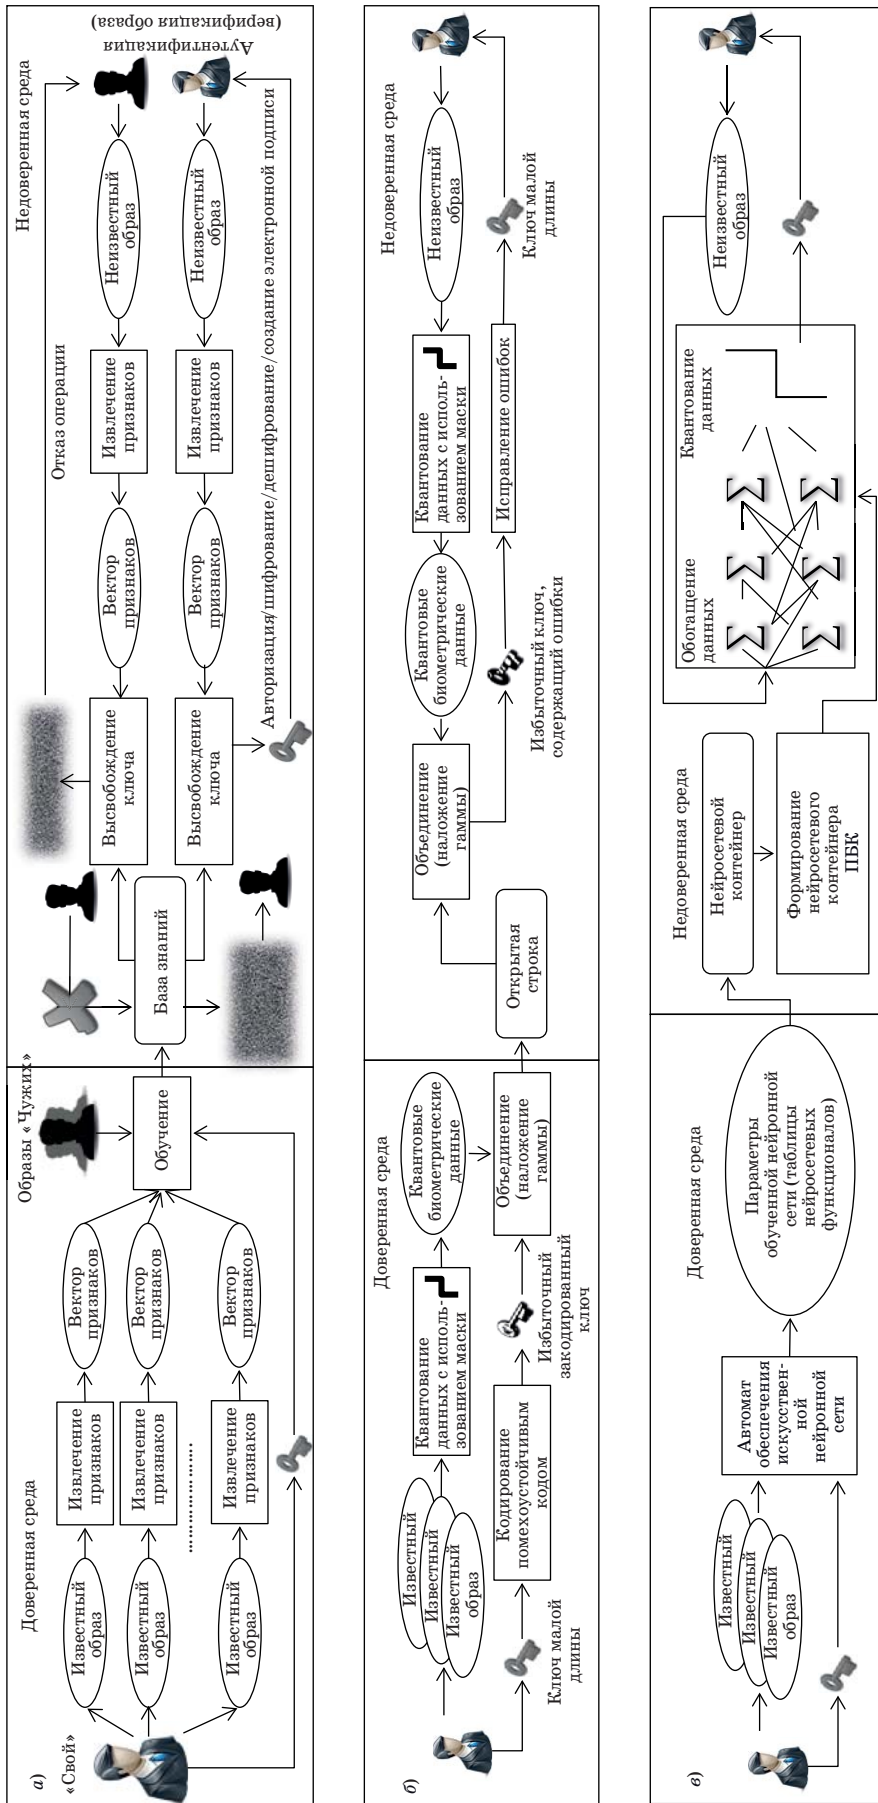 а)
«Свой»
Доверенная среда
Известный
образ
Известный
образ
Известный
образ
Извлечение
признаков
Извлечение
признаков
Извлечение
признаков
Вектор
признаков
Вектор
признаков
Вектор
признаков
Образы «Чужих»
Обучение
База знаний
Высвобождение
ключа
Высвобождение
ключа
Вектор
признаков
Вектор
признаков
Отказ операции
Извлечение
признаков
Извлечение
признаков
Неизвестный
образ
Неизвестный
образ
Недоверенная среда
Аутентификация
(верификация образа)
Авторизация/шифрование/дешифрование/создание электронной подписи
б)
Доверенная среда
Известный
Известный
Известный
образ
Ключ малой
длины
Квантование
данных с исполь-
зованием маски
Кодирование
помехоустойчивым
кодом
Избыточный
закодированный
ключ
Квантовые
биометрические
данные
Объединение
(наложение
гаммы)
Открытая
строка
Объединение
(наложение
гаммы)
Квантовые
биометрические
данные
Избыточный ключ,
содержащий ошибки
Квантование
данных с исполь-
зованием маски
Исправление ошибок
Недоверенная среда
Неизвестный
образ
Ключ малой
длины
в)
Доверенная среда
Известный
Известный
Известный
образ
Автомат
обеспечения
искусствен-
ной
нейронной
сети
Параметры
обученной нейронной
сети (таблицы
нейросетевых
функционалов)
Недоверенная среда
Нейросетевой
контейнер
Формирование
нейросетевого
контейнера
ПБК
Обогащение
данных
Квантование
данных
∑ ∑ ∑
∑ ∑ ∑
Неизвестный
образ